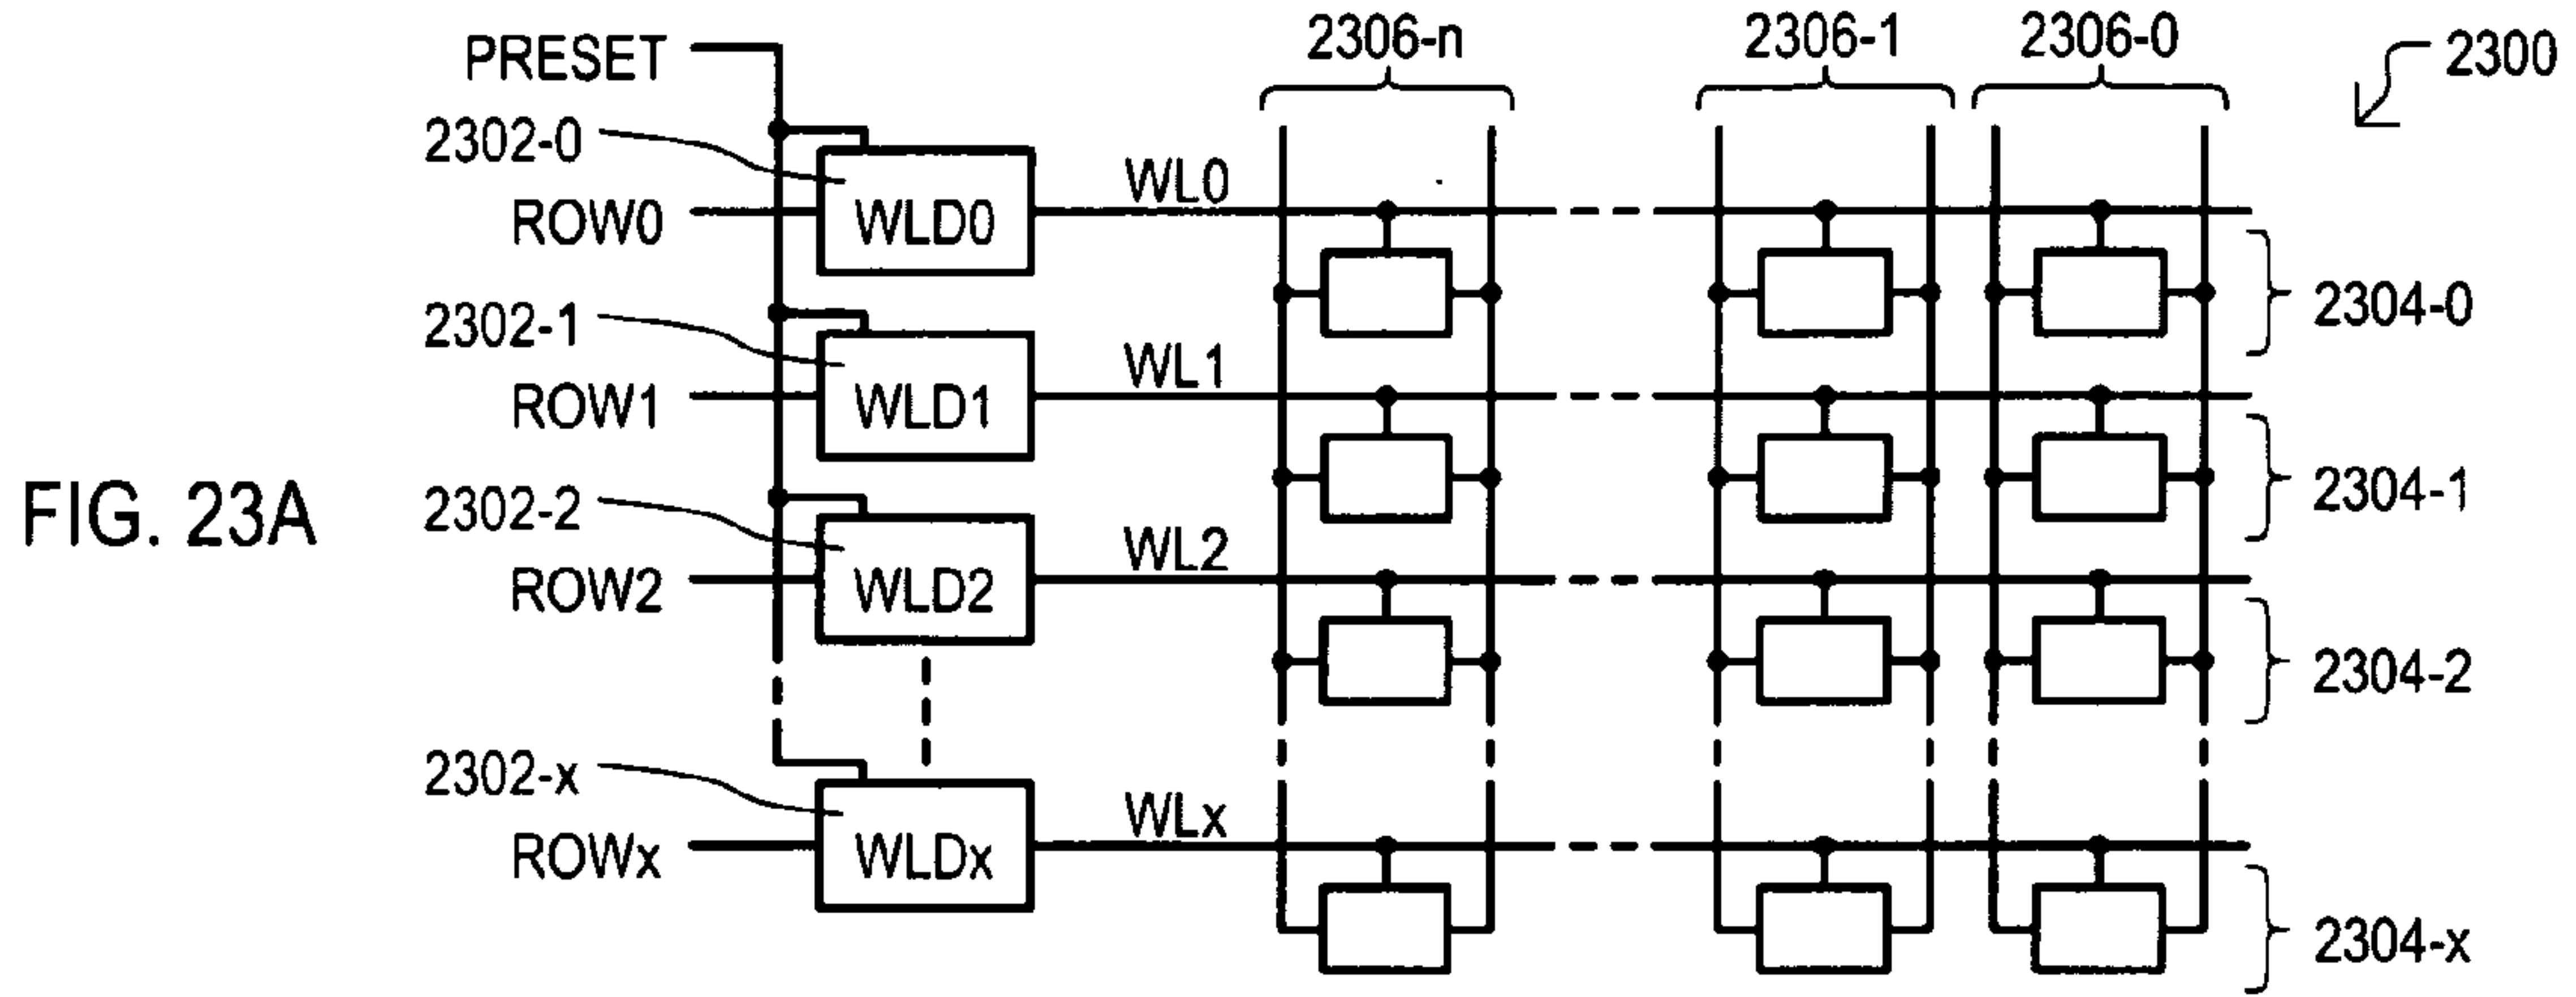 2306-n 2306-1 2306-0
PRESET
2300
2302-0
WL0
ROW0
WLD0
2304-0
2302-1
WL1
ROW1
WLD1
2304-1
FIG. 23A
2302-2
WL2
ROW2
WLD2
2304-2
2302-x
WLx
ROWx
WLDx
2304-x